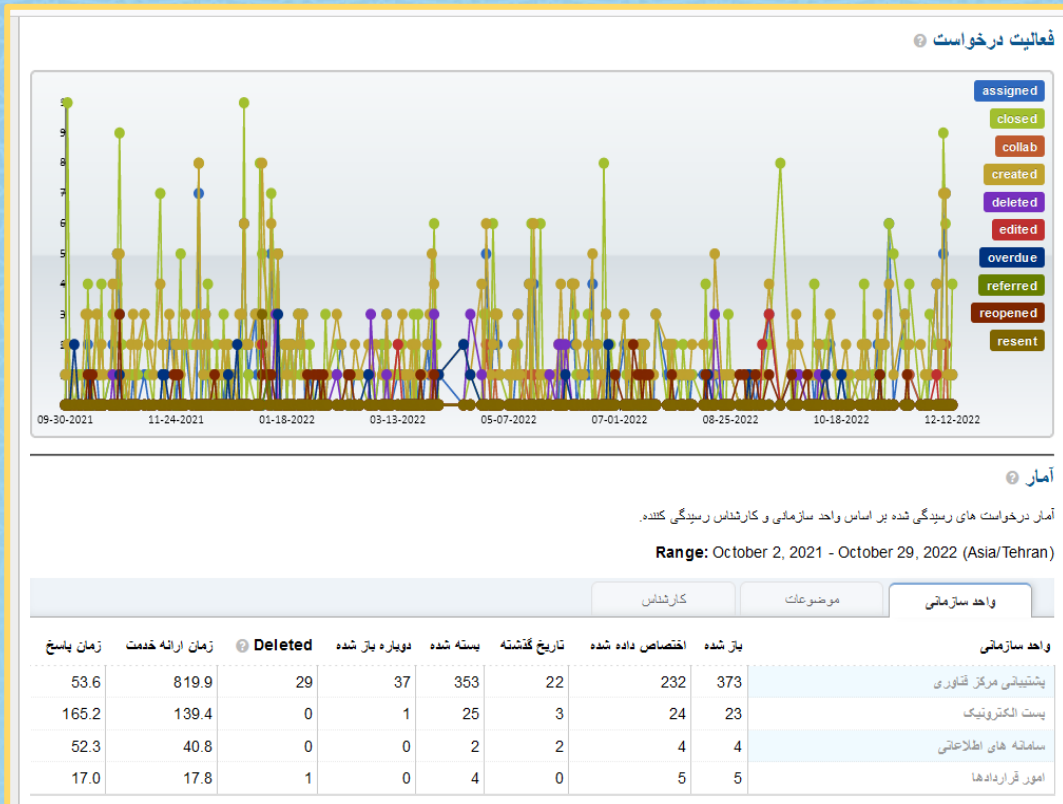 فعالیت درخواست
assigned
closed
collab
created
deleted
edited
overdue
referred
reopened
resent
9
8
7
6
5
3
09-30-2021 11-24-2021 01-18-2022 03-13-2022 05-07-2022 07-01-2022 08-25-2022 10-18-2022 12-12-2022
آمار
آمار درخواست های رسیدگی شده بر اساس واحد سازمانی و کارشناس رسیدگی کننده.
Range: October 2, 2021 - October 29, 2022 (Asia/Tehran)
واحد سازمانی موضوعات کارشناس
واحد سازمانی باز شده اختصاص داده شده تاریخ گذشته بسته شده دوباره باز شده Deleted زمان ارائه خدمت زمان پاسخ
پشتیبانی مرکز فناوری 373 232 22 353 37 29 819.9 53.6
پست الکترونیک 23 24 3 25 1 0 139.4 165.2
سامانه های اطلاعاتی 4 4 2 2 0 0 40.8 52.3
امور قراردادها 5 5 0 4 0 1 17.8 17.0